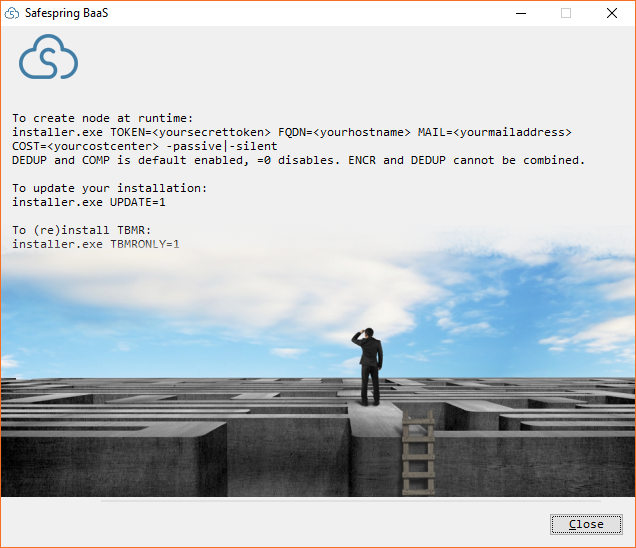 Safespring BaaS
To create node at runtime:
installer.exe TOKEN=<yoursecrettoken> FQDN=<yourhostname> MAIL=<yourmailaddress>
COST=<yourcostcenter> -passive|-silent
DEDUP and COMP is default enabled, =0 disables. ENCR and DEDUP cannot be combined.
To update your installation:
installer.exe UPDATE=1
To (re)install TBMR:
installer.exe TBMRONLY=1
Close